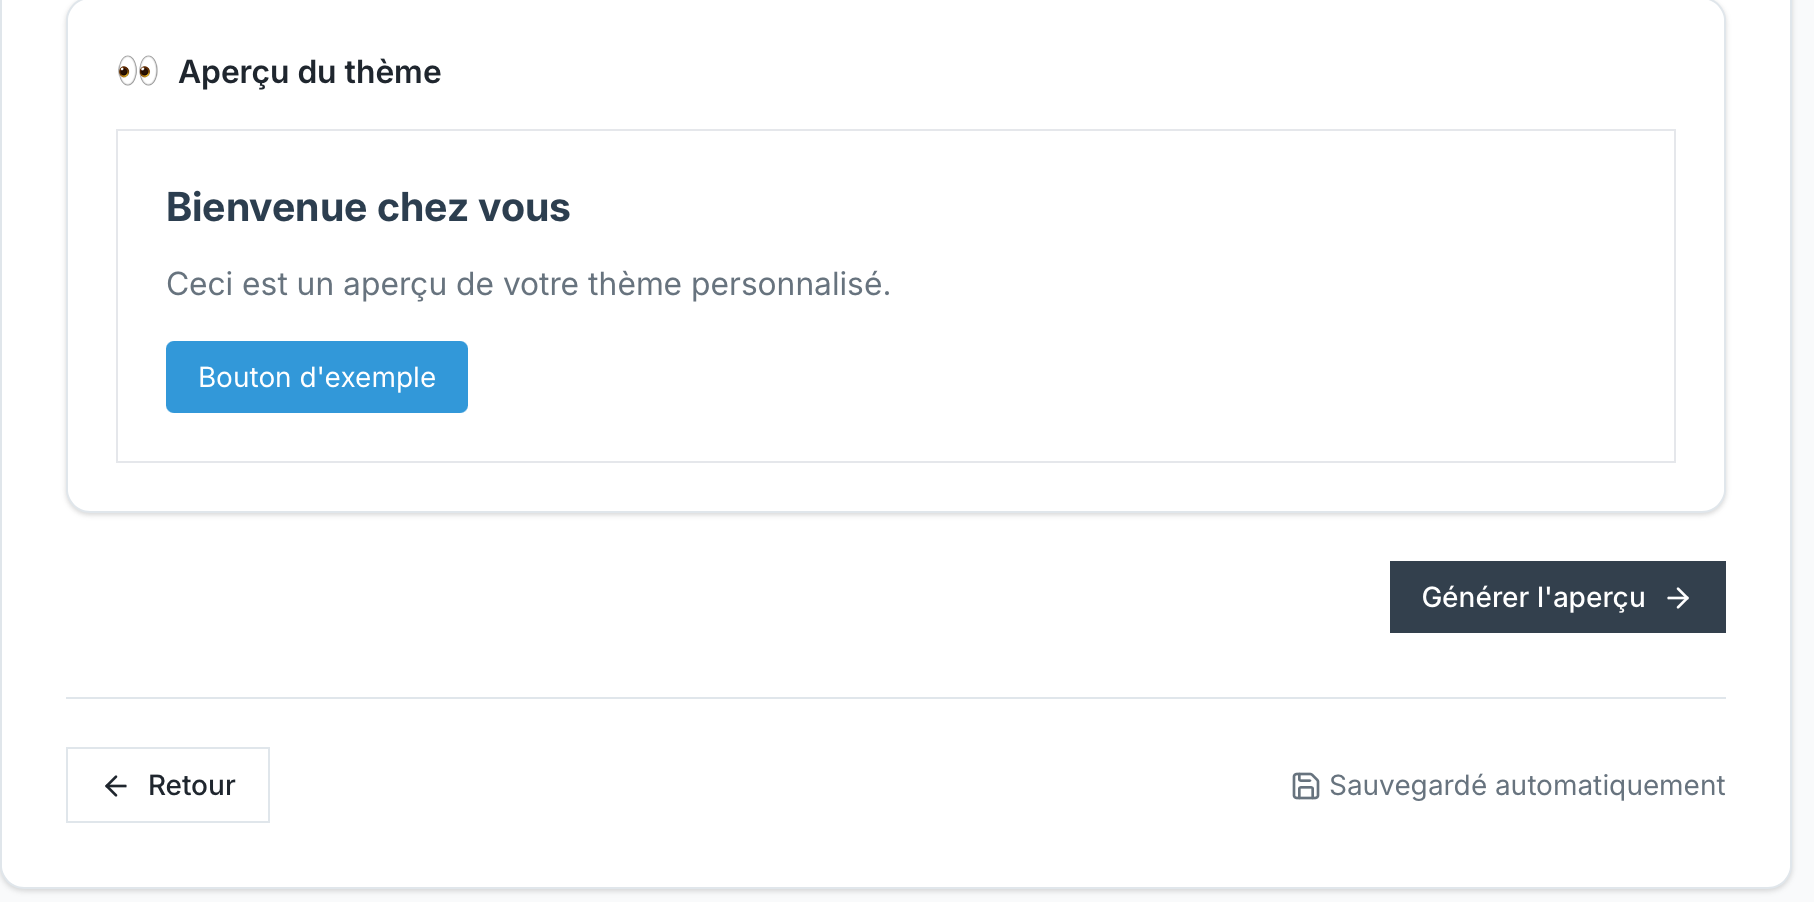 Aperçu du thème
Bienvenue chez vous
Ceci est un aperçu de votre thème personnalisé.
Bouton d'exemple
Générer l'aperçu
Retour
Sauvegardé automatiquement